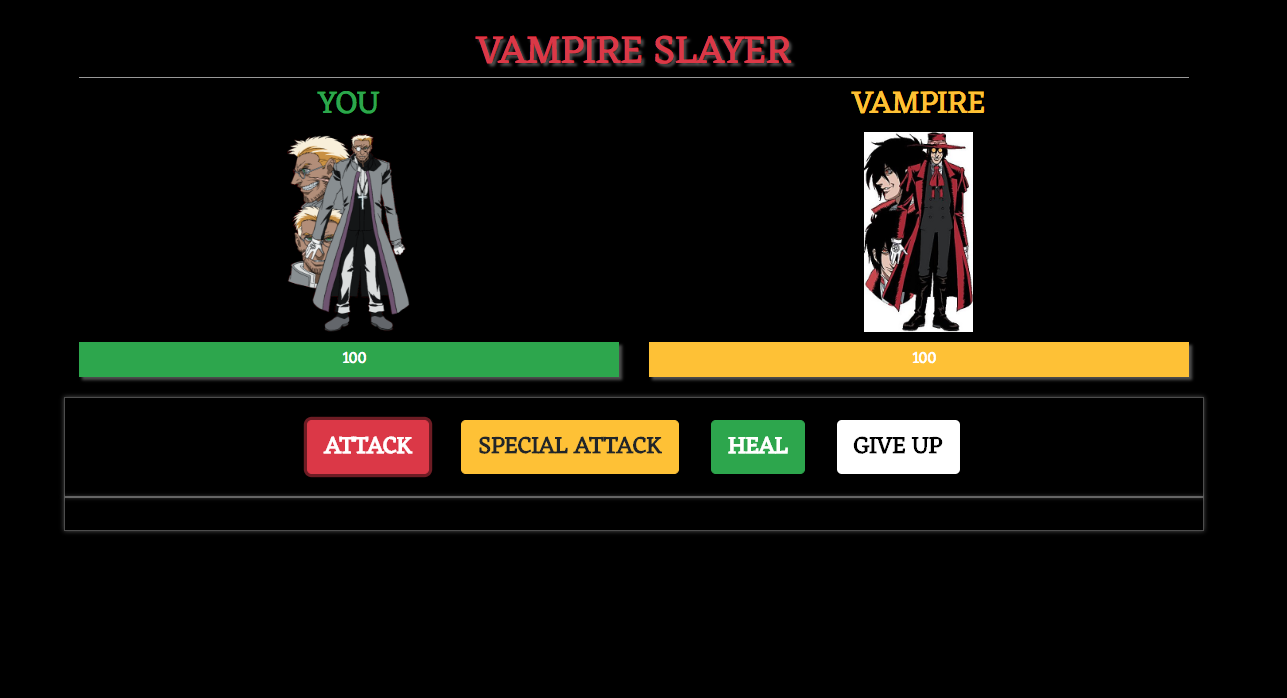 VAMPIRE SLAYER
YOU
VAMPIRE
100
100
ATTACK
SPECIAL ATTACK
HEAL
GIVE UP